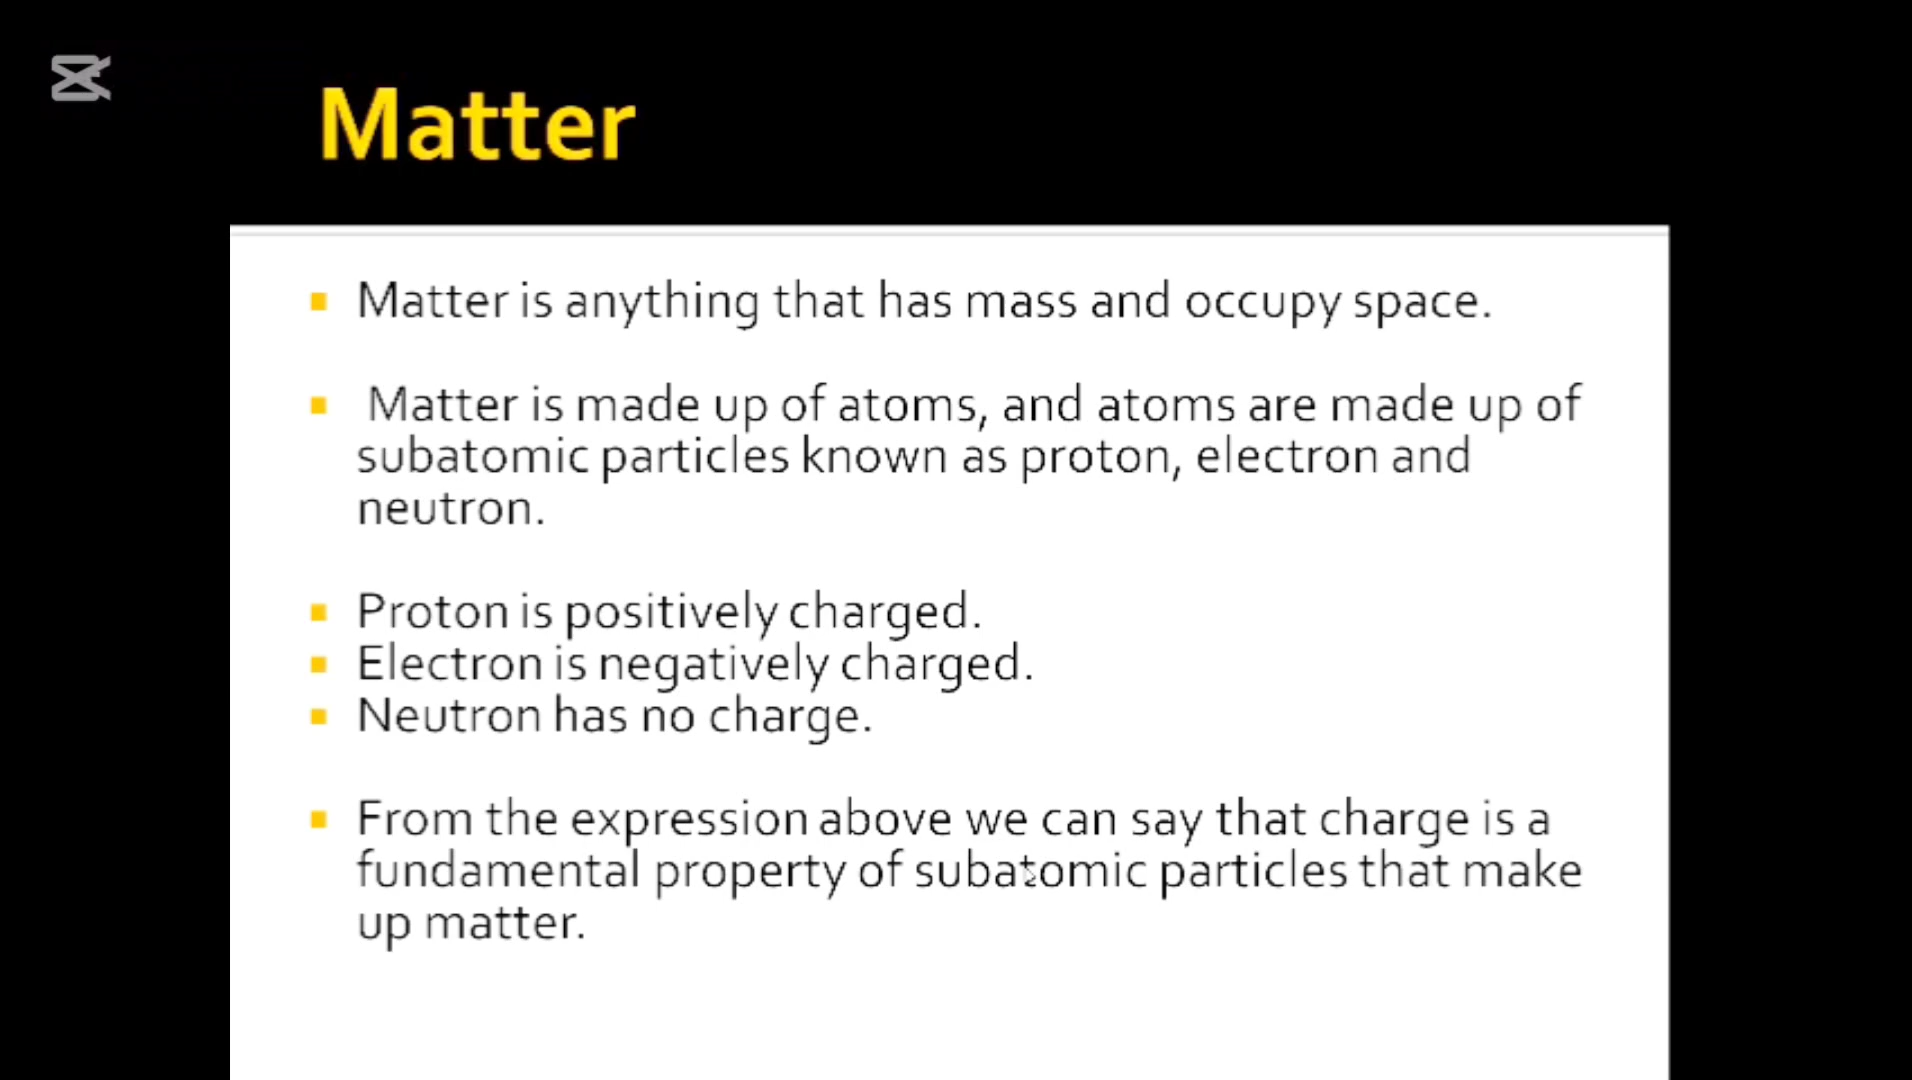 Matter
Matter is anything that has mass and occupy space.
Matter is made up of atoms, and atoms are made up of
subatomic particles known as proton, electron and
neutron.
Proton is positively charged.
Electron is negatively charged.
Neutron has no charge.
From the expression above we can say that charge is a
fundamental property of subatomic particles that make
up matter.